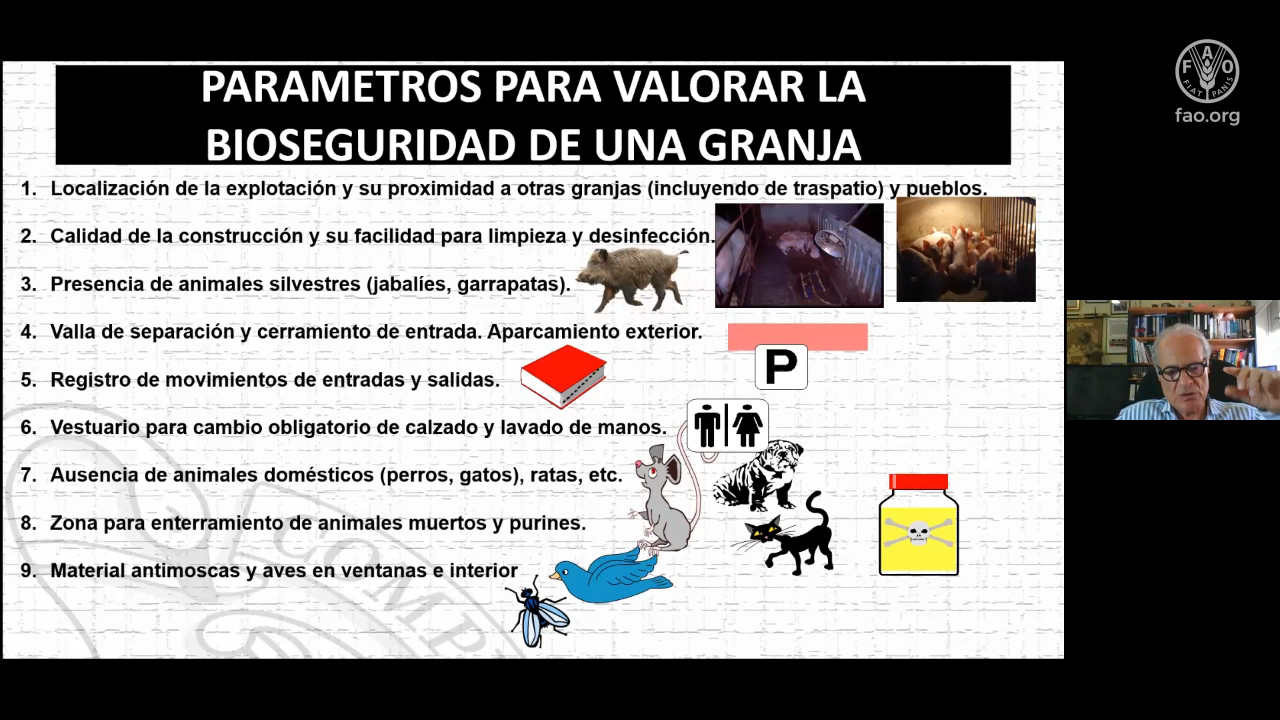 PARAMETROS PARA VALORAR LA
BIOSEGURIDAD DE UNA GRANJA
1. Localización de la explotación y su proximidad a otras granjas (incluyendo de traspatio) y pueblos.
2. Calidad de la construcción y su facilidad para limpieza y desinfección.
3. Presencia de animales silvestres (jabalíes, garrapatas).
4. Valla de separación y cerramiento de entrada. Aparcamiento exterior.
P
5. Registro de movimientos de entradas y salidas.
6. Vestuario para cambio obligatorio de calzado y lavado de manos.
7. Ausencia de animales domésticos (perros, gatos), ratas, etc.
8. Zona para enterramiento de animales muertos y purines.
9. Material antimoscas y aves en ventanas e interior
COMPL
F A O
FIAT PANIS
fao.org